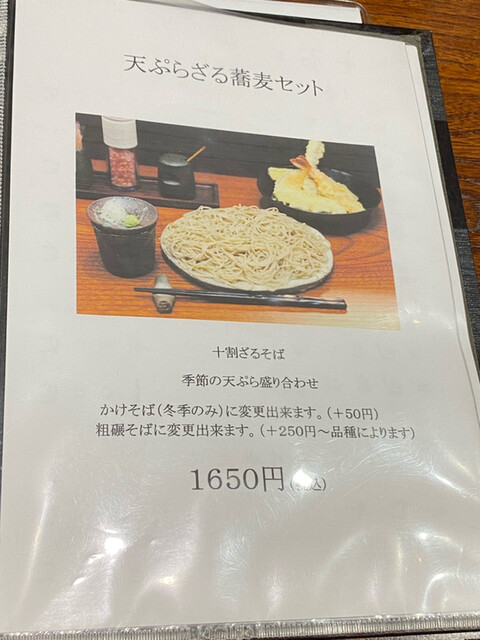 天ぷらざる蕎麦セット
十割ざるそば
季節の天ぷら盛り合わせ
かけそば(冬季のみ)に変更出来ます。(+50円)
粗碾そばに変更出来ます。(+250円～品種によります)
1650円(税込)